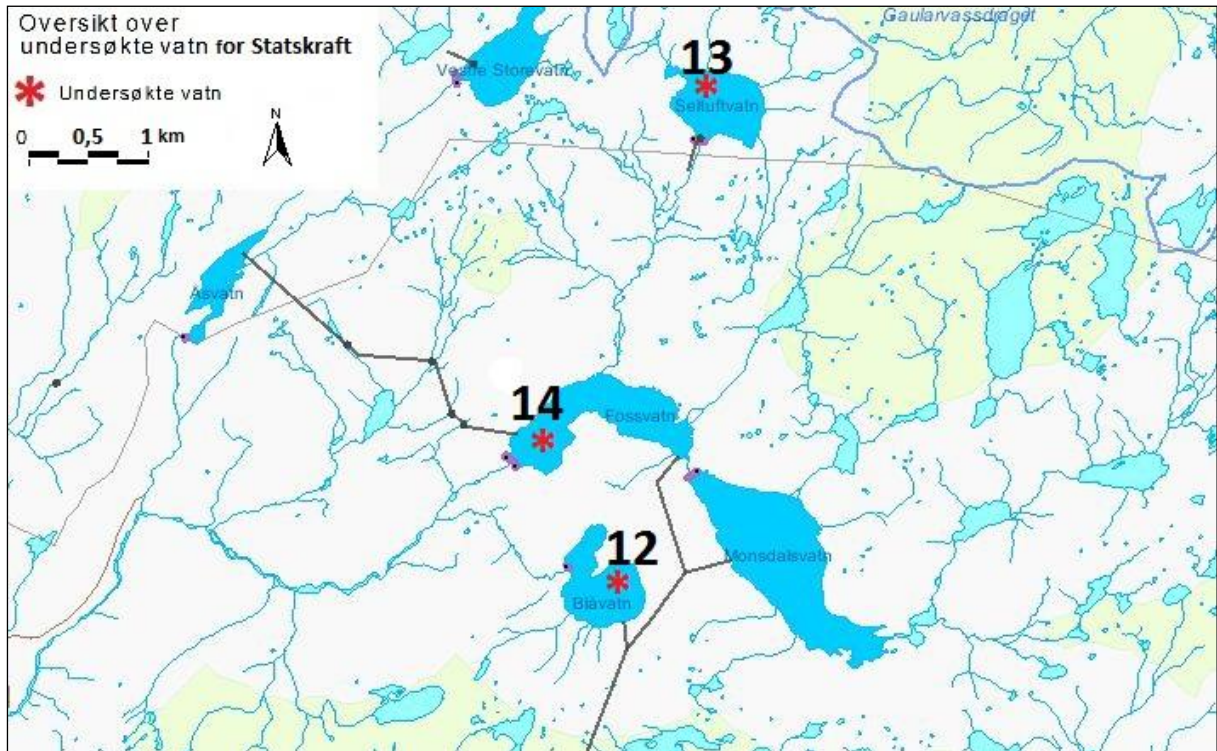 Oversikt over
undersøkte vatn for Statskraft
Undersøkte vatn
0 0,5 1 km
N
Gaularvassdraget
Vestre Storevatn
13
Selluftvatn
Åsvatn
14
Fossvatn
12
Monsdalsvatn
Blåvatn